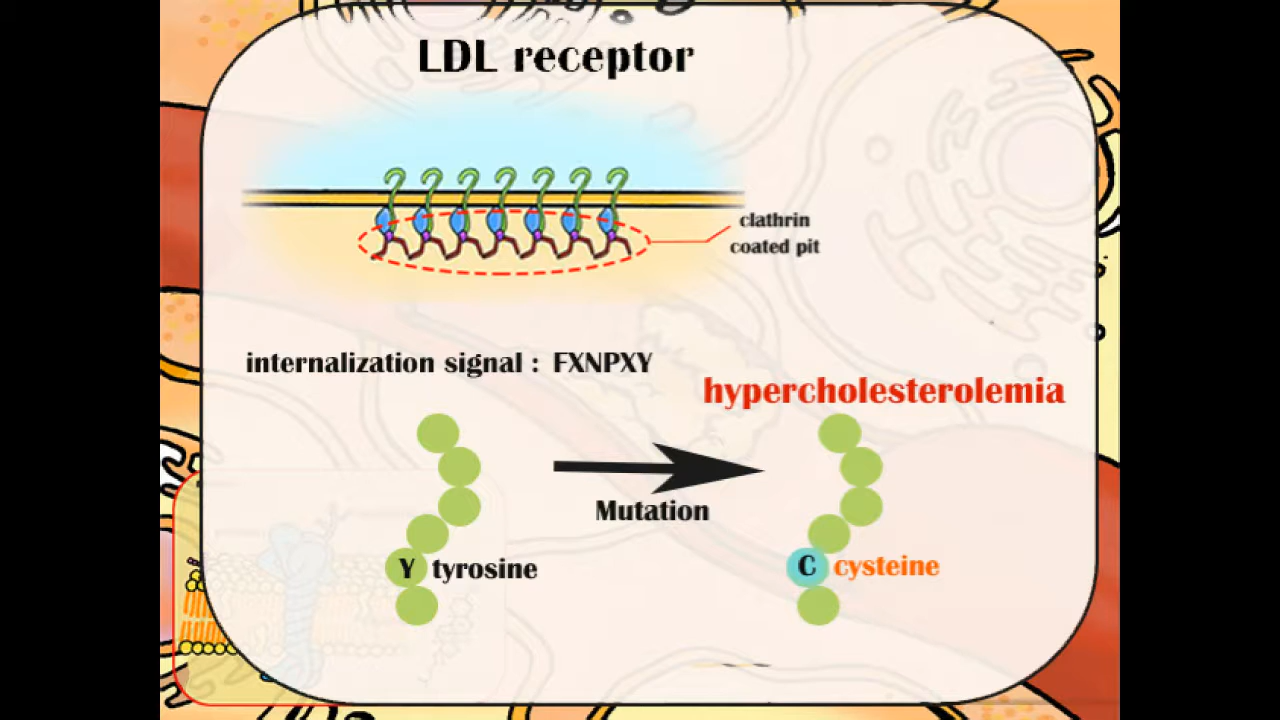 LDL receptor
clathrin
coated pit
internalization signal : FXNPXY
hypercholesterolemia
Mutation
Y tyrosine
C cysteine